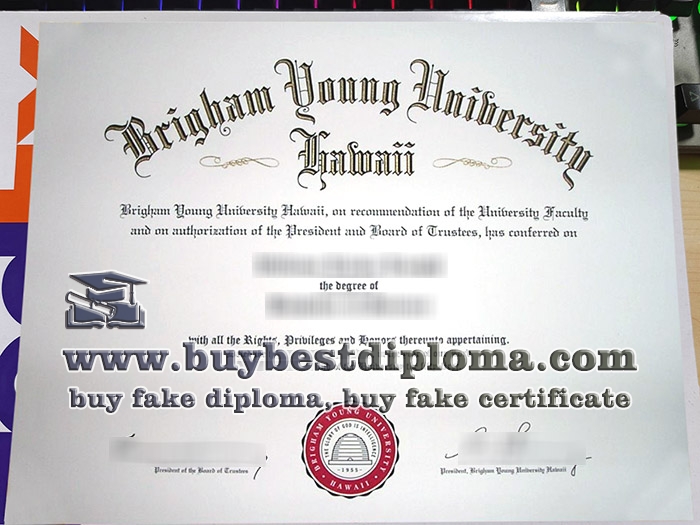 Brigham Young University
Hawaii
Brigham Young University Hawaii, on recommendation of the University Faculty
and on authorization of the President and Board of Trustees, has conferred on
the degree of
with all the Rights, Privileges and Honors thereunto appertaining.
www.buybestdiploma.com
buy fake diploma, buy fake certificate
BRIGHAM YOUNG UNIVERSITY
THE GLORY OF GOD IS INTELLIGENCE
1955
HAWAII
President of the Board of Trustees
President, Brigham Young University Hawaii